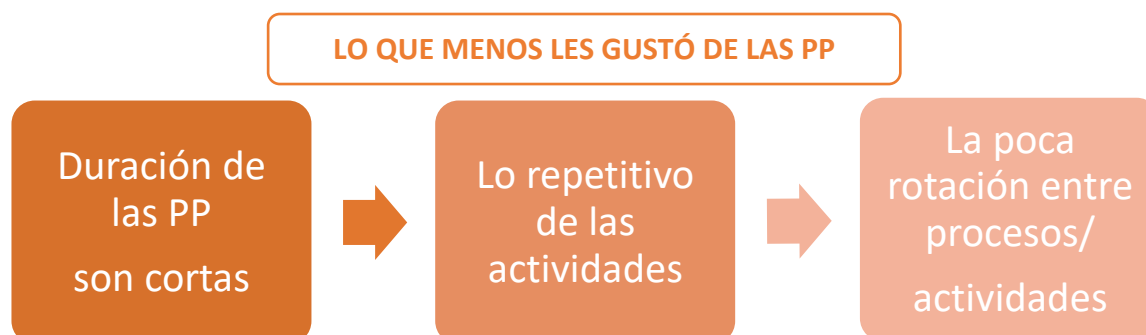 LO QUE MENOS LES GUSTÓ DE LAS PP
Duración de
las PP
son cortas
Lo repetitivo
de las
actividades
La poca
rotación entre
procesos/
actividades